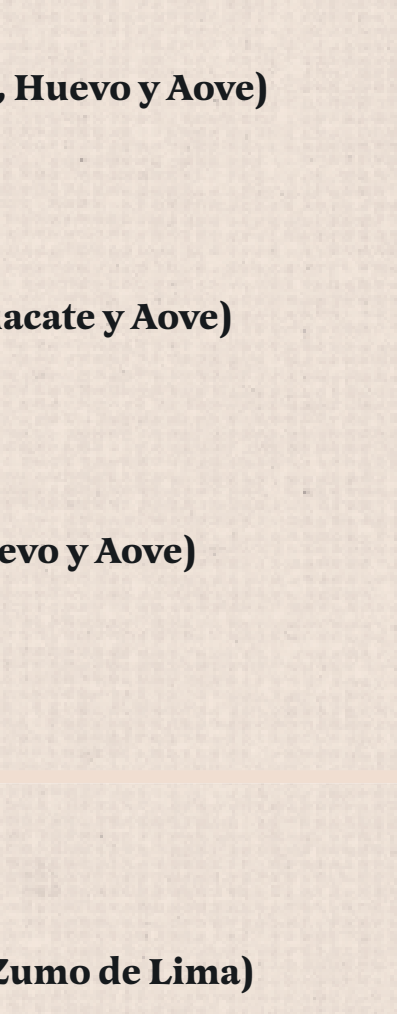 , Huevo y Aove)
acate y Aove)
evo y Aove)
Zumo de Lima)